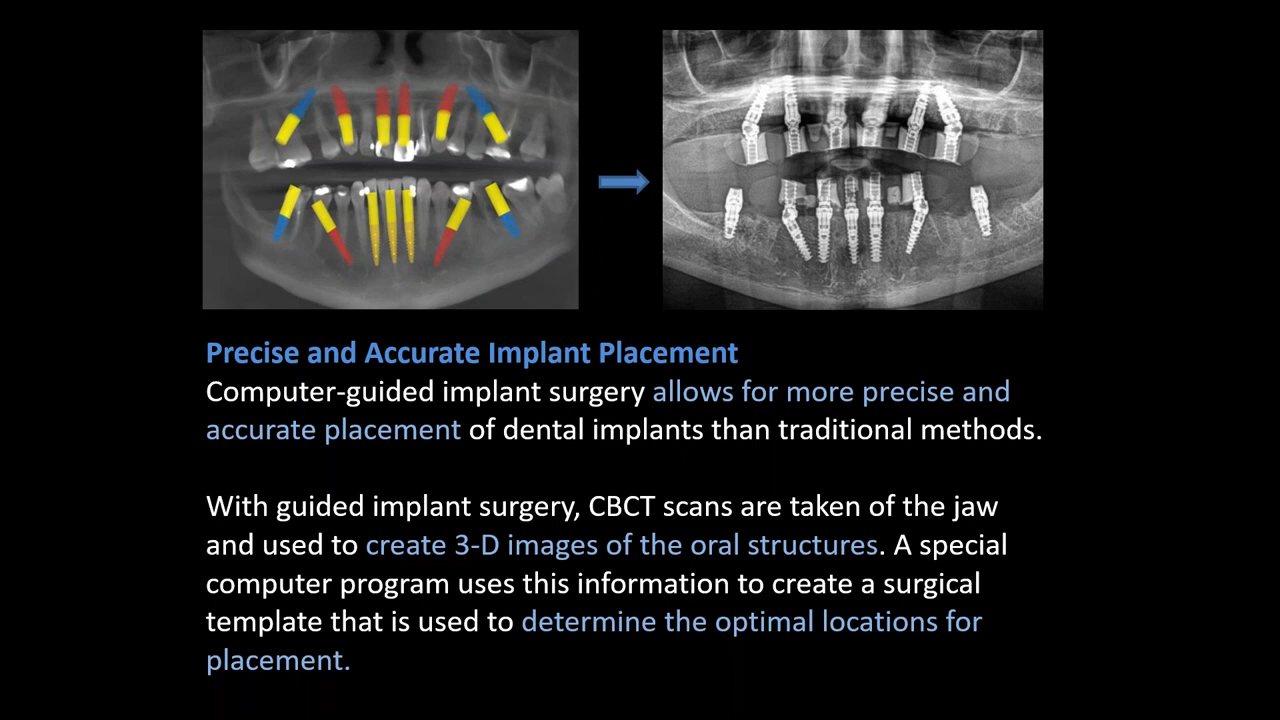 Precise and Accurate Implant Placement
Computer-guided implant surgery allows for more precise and
accurate placement of dental implants than traditional methods.
With guided implant surgery, CBCT scans are taken of the jaw
and used to create 3-D images of the oral structures. A special
computer program uses this information to create a surgical
template that is used to determine the optimal locations for
placement.